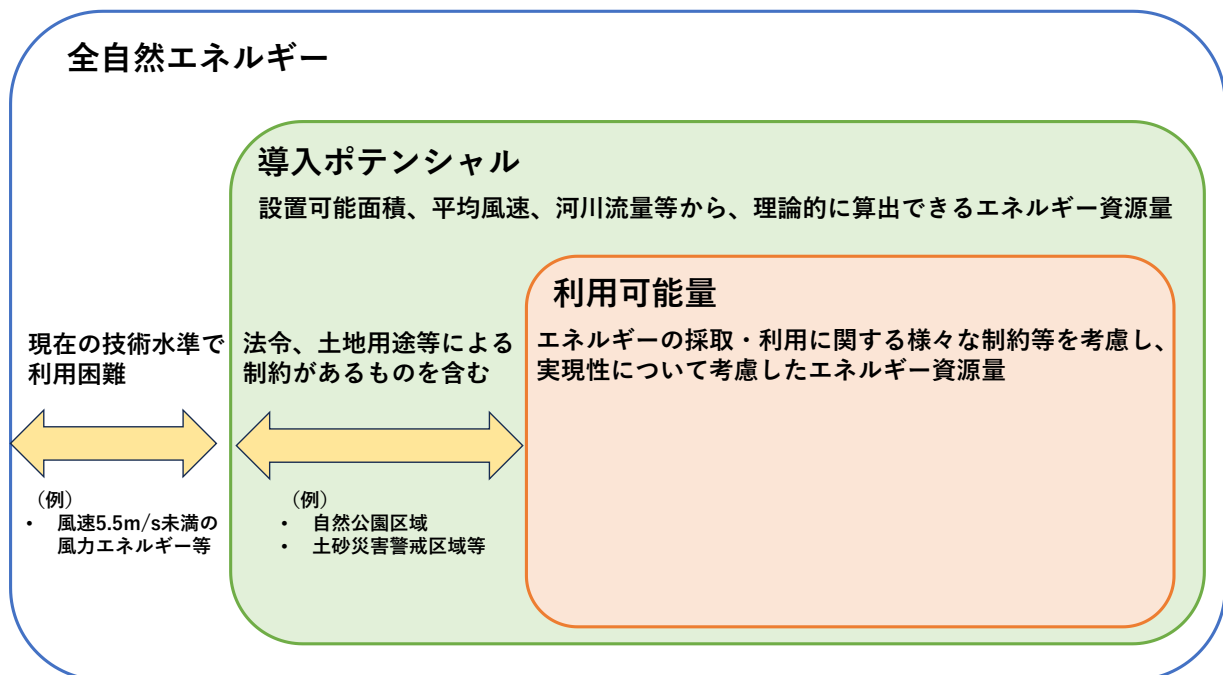 全自然エネルギー
導入ポテンシャル
設置可能面積、平均風速、河川流量等から、理論的に算出できるエネルギー資源量
利用可能量
エネルギーの採取・利用に関する様々な制約等を考慮し、
実現性について考慮したエネルギー資源量
現在の技術水準で
利用困難
法令、土地用途等による
制約があるものを含む
（例）
• 風速5.5m/s未満の
風力エネルギー等
（例）
• 自然公園区域
• 土砂災害警戒区域等